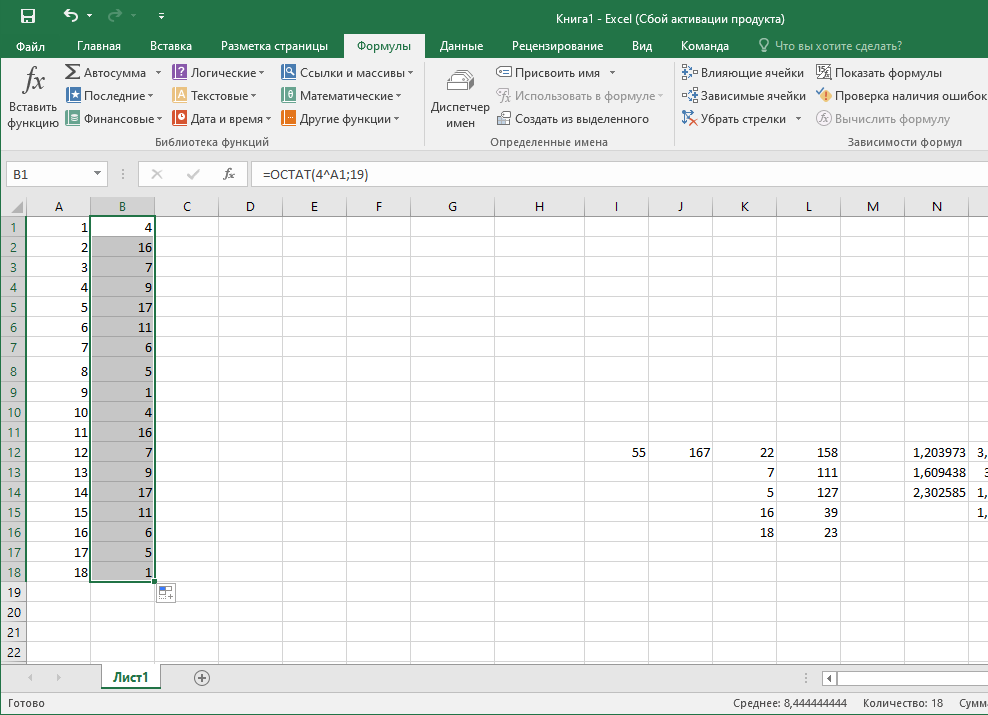 Книга1 - Excel (Сбой активации продукта)
Файл Главная Вставка Разметка страницы Формулы Данные Рецензирование Вид Команда Что вы хотите сделать?
fx Σ Автосумма ? Логические Ссылки и массивы Присвоить имя Влияющие ячейки Показать формулы
Вставить функцию Последние A Текстовые θ Математические Диспетчер имен Использовать в формуле Зависимые ячейки Проверка наличия ошибок
Финансовые Дата и время Другие функции Создать из выделенного Убрать стрелки Вычислить формулу
Библиотека функций Определенные имена Зависимости формул
B1 fx =ОСТАТ(4^A1;19)
A B C D E F G H I J K L M N
1 1 4
2 2 16
3 3 7
4 4 9
5 5 17
6 6 11
7 7 6
8 8 5
9 9 1
10 10 4
11 11 16
12 12 7 55 167 22 158 1,203973 3,
13 13 9 7 111 1,609438 3
14 14 17 5 127 2,302585 1,
15 15 11 16 39 1,
16 16 6 18 23
17 17 5
18 18 1
19
20
21
22
Лист1
Готово Среднее: 8,444444444 Количество: 18 Сумм